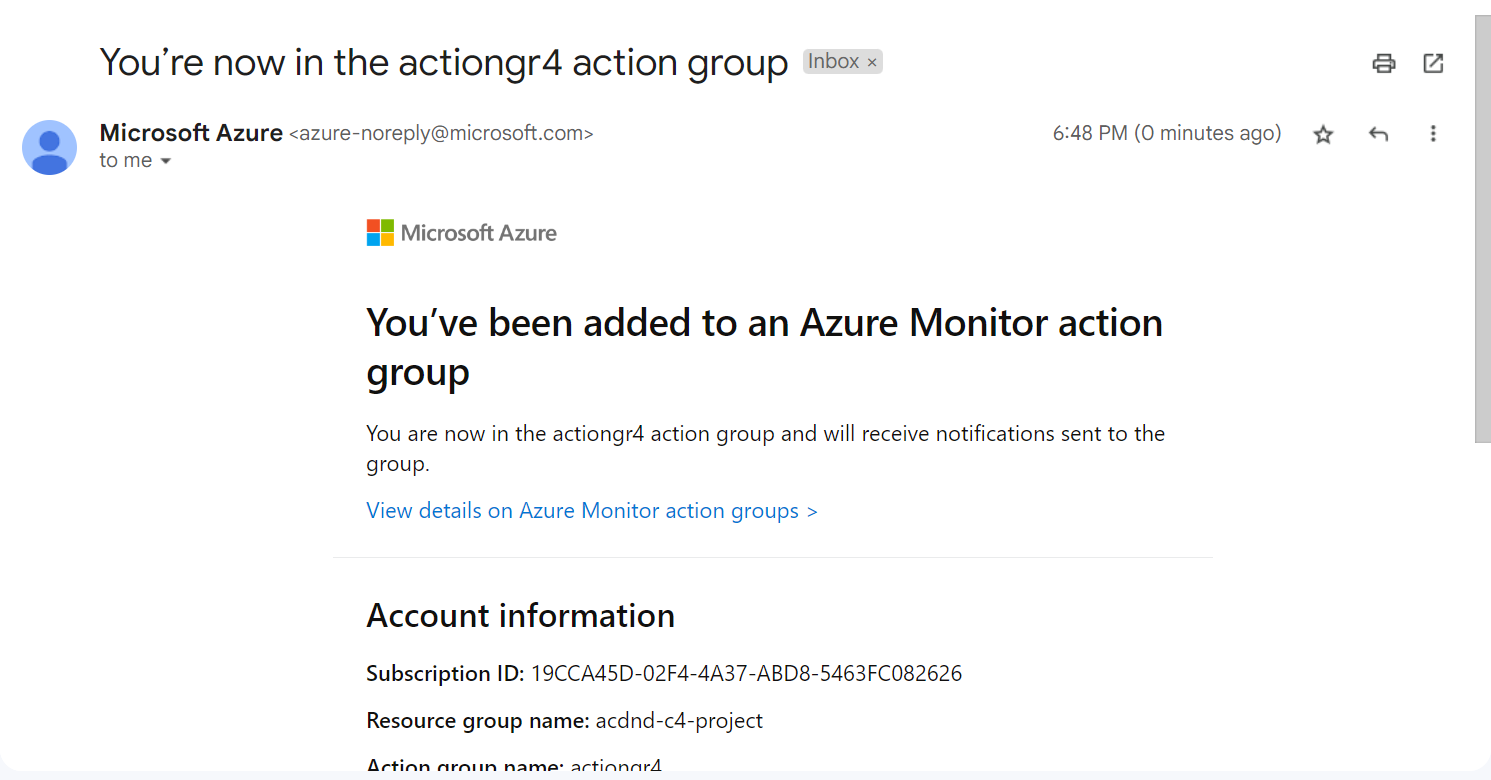 You’re now in the actiongr4 action group Inbox ×
Microsoft Azure <azure-noreply@microsoft.com> 6:48 PM (0 minutes ago)
to me
Microsoft Azure
You’ve been added to an Azure Monitor action
group
You are now in the actiongr4 action group and will receive notifications sent to the
group.
View details on Azure Monitor action groups >
Account information
Subscription ID: 19CCA45D-02F4-4A37-ABD8-5463FC082626
Resource group name: acdnd-c4-project
Action group name: actiongr4